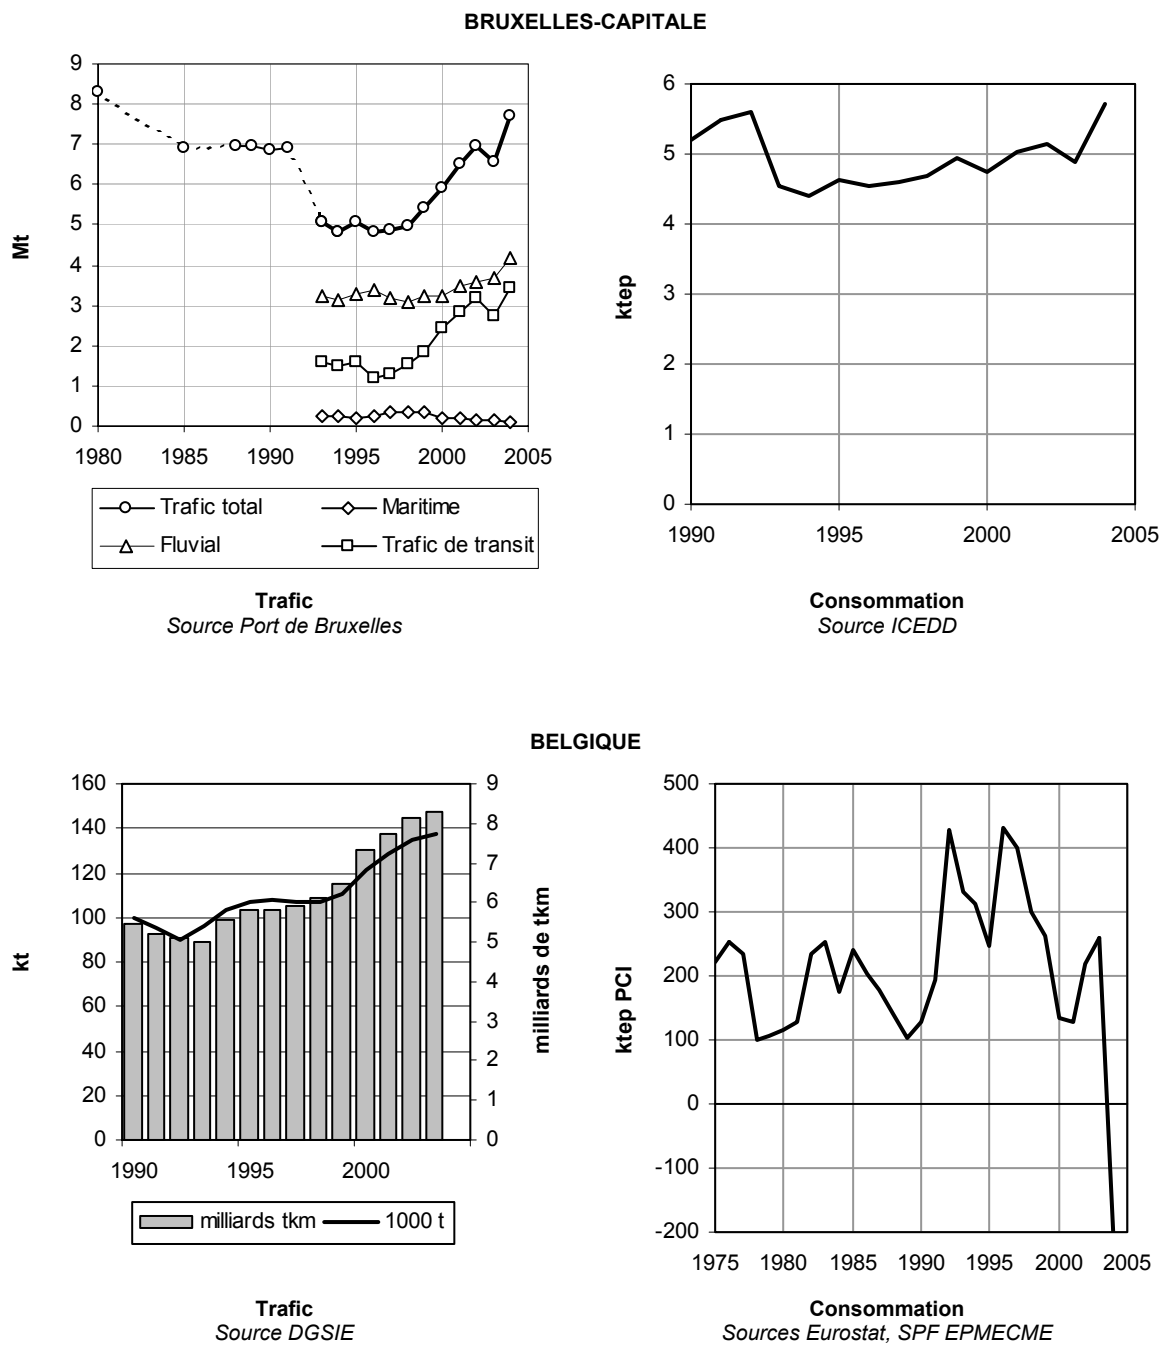 BRUXELLES-CAPITALE
9
8
7
6
5
4
3
2
1
0
Mt
1980 1985 1990 1995 2000 2005
Trafic total Maritime
Fluvial Trafic de transit
Trafic
Source Port de Bruxelles
6
5
4
3
2
1
0
ktep
1990 1995 2000 2005
Consommation
Source ICEDD
BELGIQUE
160
140
120
100
80
60
40
20
0
kt
9
8
7
6
5
4
3
2
1
0
milliards de tkm
1990 1995 2000
milliards tkm 1000 t
Trafic
Source DGSIE
500
400
300
200
100
0
-100
-200
ktep PCI
1975 1980 1985 1990 1995 2000 2005
Consommation
Sources Eurostat, SPF EPMECME